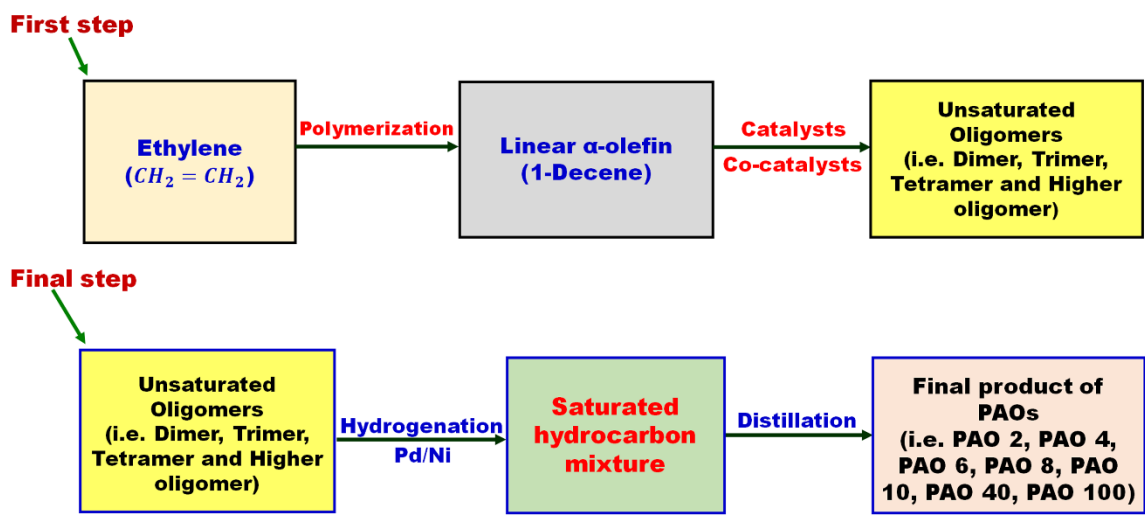 First step
Ethylene
(CH₂ = CH₂)
Polymerization
Linear α-olefin
(1-Decene)
Catalysts
Co-catalysts
Unsaturated
Oligomers
(i.e. Dimer, Trimer,
Tetramer and Higher
oligomer)
Final step
Unsaturated
Oligomers
(i.e. Dimer, Trimer,
Tetramer and Higher
oligomer)
Hydrogenation
Pd/Ni
Saturated
hydrocarbon
mixture
Distillation
Final product of
PAOs
(i.e. PAO 2, PAO 4,
PAO 6, PAO 8, PAO
10, PAO 40, PAO 100)